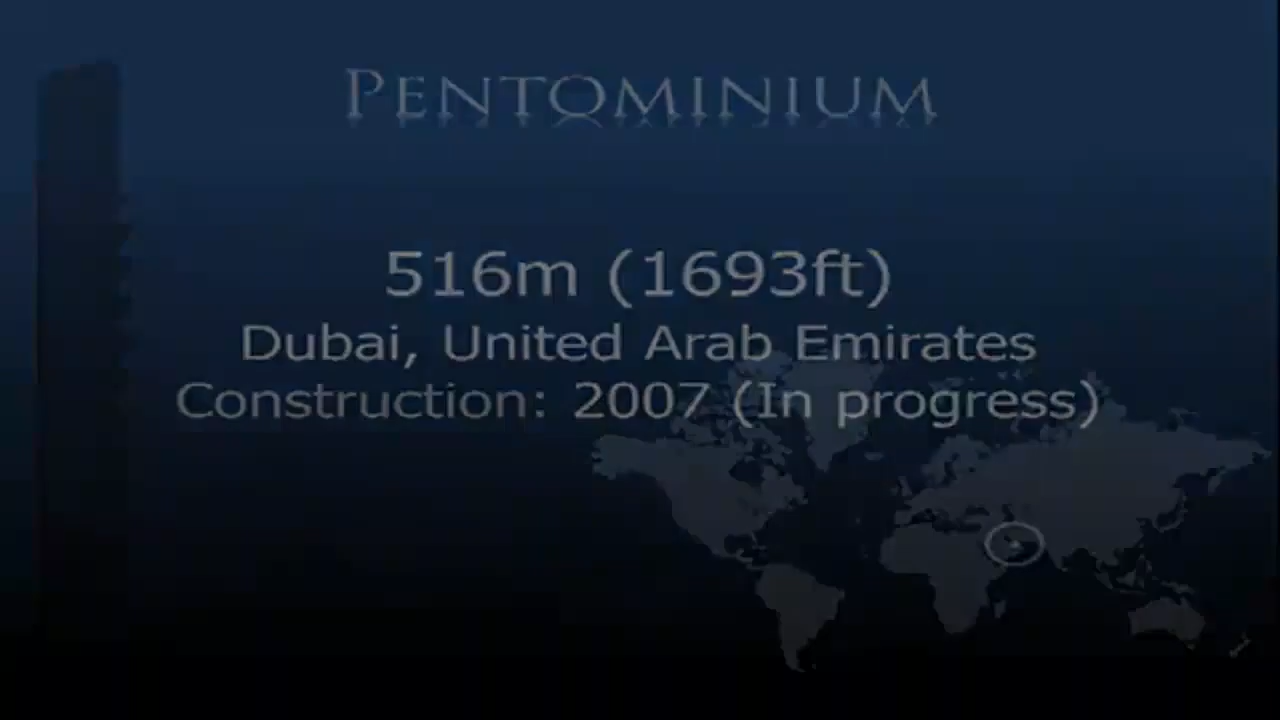 PENTOMINIUM
516m (1693ft)
Dubai, United Arab Emirates
Construction: 2007 (In progress)